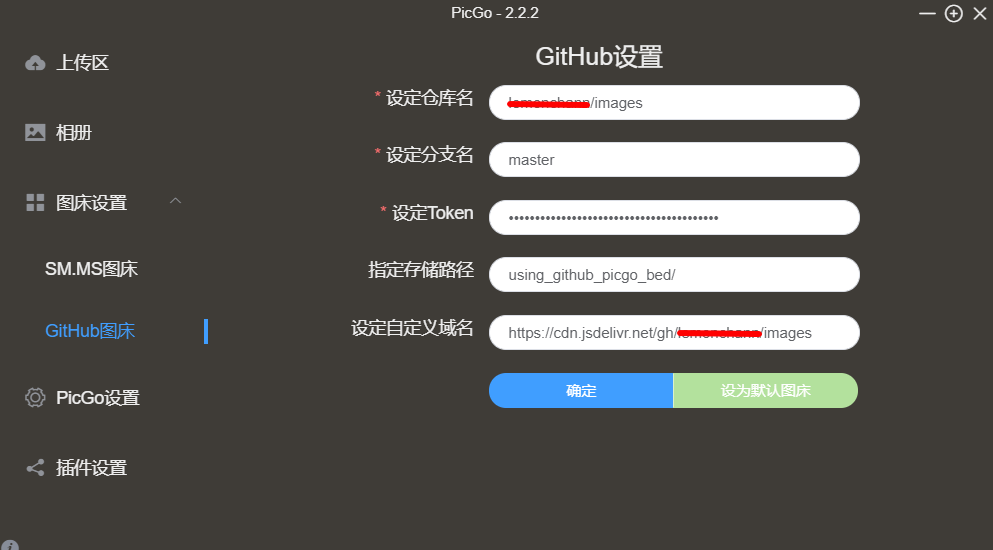 PicGo - 2.2.2
上传区
相册
图床设置
SM.MS图床
GitHub图床
PicGo设置
插件设置
GitHub设置
* 设定仓库名
/images
* 设定分支名
master
* 设定Token
指定存储路径
using_github_picgo_bed/
设定自定义域名
https://cdn.jsdelivr.net/gh/ /images
确定
设为默认图床